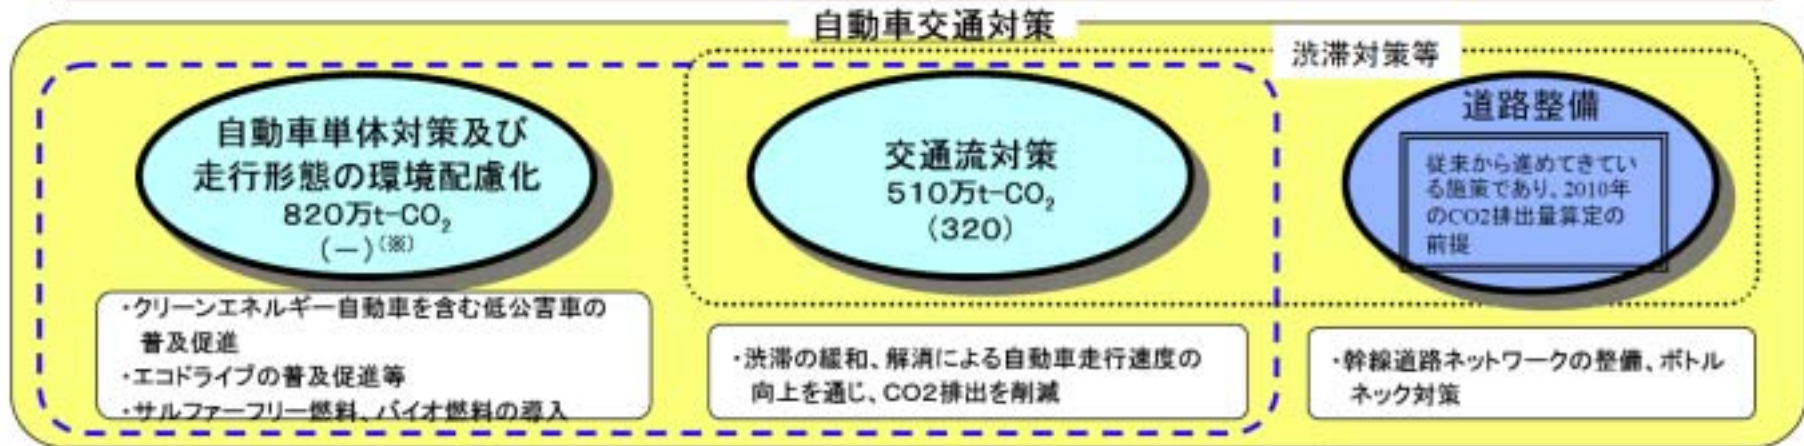 自動車交通対策
渋滞対策等
自動車単体対策及び
走行形態の環境配慮化
820万t-CO₂
(－)(※)
・クリーンエネルギー自動車を含む低公害車の
普及促進
・エコドライブの普及促進等
・サルファーフリー燃料、バイオ燃料の導入
交通流対策
510万t-CO₂
(320)
・渋滞の緩和、解消による自動車走行速度の
向上を通じ、CO2排出を削減
道路整備
従来から進めてきてい
る施策であり、2010年
のCO2排出量算定の
前提
・幹線道路ネットワークの整備、ボトル
ネック対策